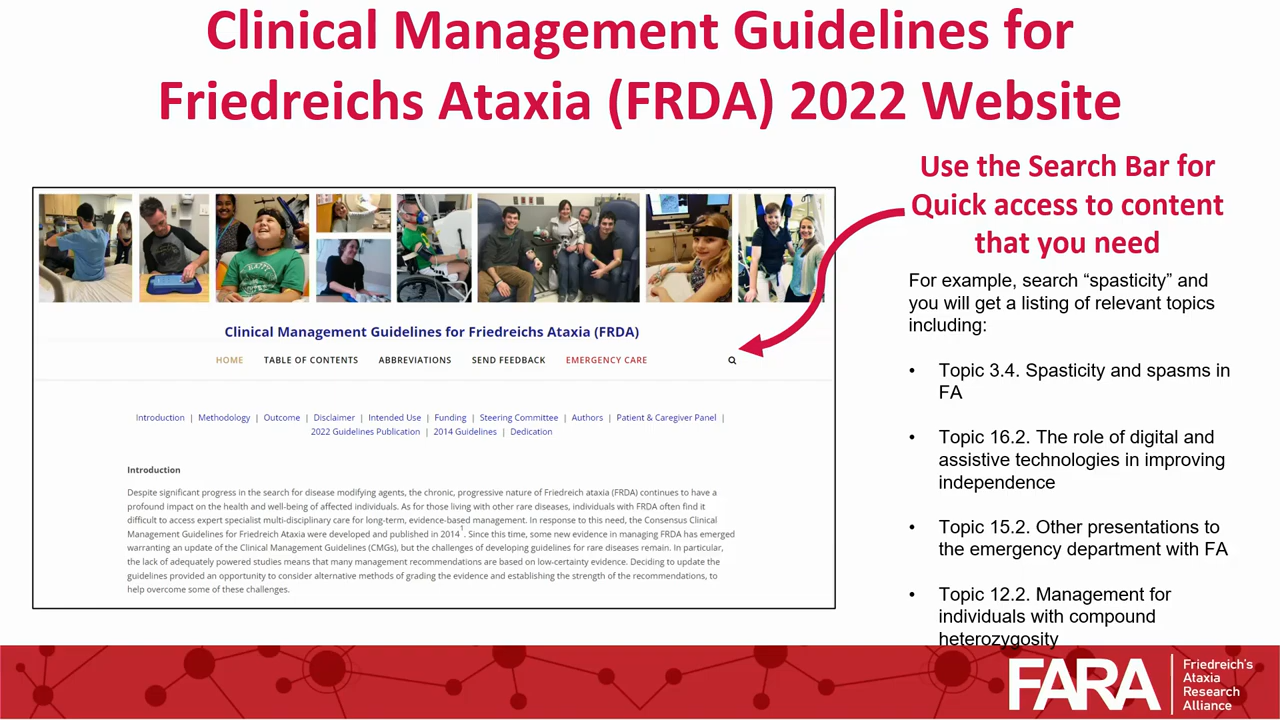 Clinical Management Guidelines for
Friedreichs Ataxia (FRDA) 2022 Website
Use the Search Bar for
Quick access to content
that you need
For example, search “spasticity” and
you will get a listing of relevant topics
including:
• Topic 3.4. Spasticity and spasms in
FA
• Topic 16.2. The role of digital and
assistive technologies in improving
independence
• Topic 15.2. Other presentations to
the emergency department with FA
• Topic 12.2. Management for
individuals with compound
heterozygosity
Clinical Management Guidelines for Friedreichs Ataxia (FRDA)
HOME TABLE OF CONTENTS ABBREVIATIONS SEND FEEDBACK EMERGENCY CARE
Introduction | Methodology | Outcome | Disclaimer | Intended Use | Funding | Steering Committee | Authors | Patient & Caregiver Panel |
2022 Guidelines Publication | 2014 Guidelines | Dedication
Introduction
Despite significant progress in the search for disease modifying agents, the chronic, progressive nature of Friedreich ataxia (FRDA) continues to have a
profound impact on the health and well-being of affected individuals. As for those living with other rare diseases, individuals with FRDA often find it
difficult to access expert specialist multi-disciplinary care for long-term, evidence-based management. In response to this need, the Consensus Clinical
Management Guidelines for Friedreich Ataxia were developed and published in 2014¹. Since this time, some new evidence in managing FRDA has emerged
warranting an update of the Clinical Management Guidelines (CMGs), but the challenges of developing guidelines for rare diseases remain. In particular,
the lack of adequately powered studies means that many management recommendations are based on low-certainty evidence. Deciding to update the
guidelines provided an opportunity to consider alternative methods of grading the evidence and establishing the strength of the recommendations, to
help overcome some of these challenges.
FARA
Friedreich's
Ataxia
Research
Alliance